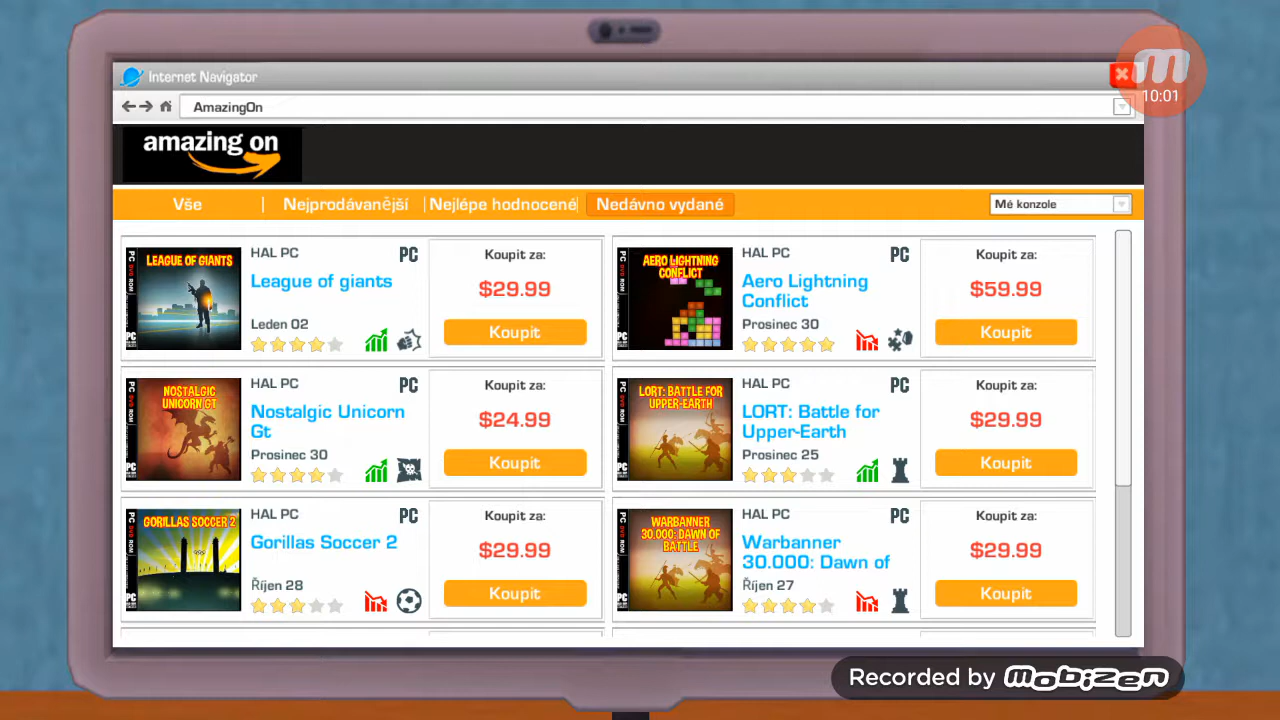 Internet Navigator
10:01
AmazingOn
amazing on
Vše
Nejprodávanější
Nejlépe hodnocené
Nedávno vydané
Mé konzole
LEAGUE OF GIANTS
HAL PC
PC
League of giants
Leden 02
Koupit za:
$29.99
Koupit
AERO LIGHTNING
CONFLICT
HAL PC
PC
Aero Lightning
Conflict
Prosinec 30
Koupit za:
$59.99
Koupit
NOSTALGIC
UNICORN GT
HAL PC
PC
Nostalgic Unicorn
Gt
Prosinec 30
Koupit za:
$24.99
Koupit
LORT: BATTLE FOR
UPPER-EARTH
HAL PC
PC
LORT: Battle for
Upper-Earth
Prosinec 25
Koupit za:
$29.99
Koupit
GORILLAS SOCCER 2
HAL PC
PC
Gorillas Soccer 2
Říjen 28
Koupit za:
$29.99
Koupit
WARBANNER
30.000: DAWN OF
BATTLE
HAL PC
PC
Warbanner
30.000: Dawn of
Říjen 27
Koupit za:
$29.99
Koupit
Recorded by mobizen